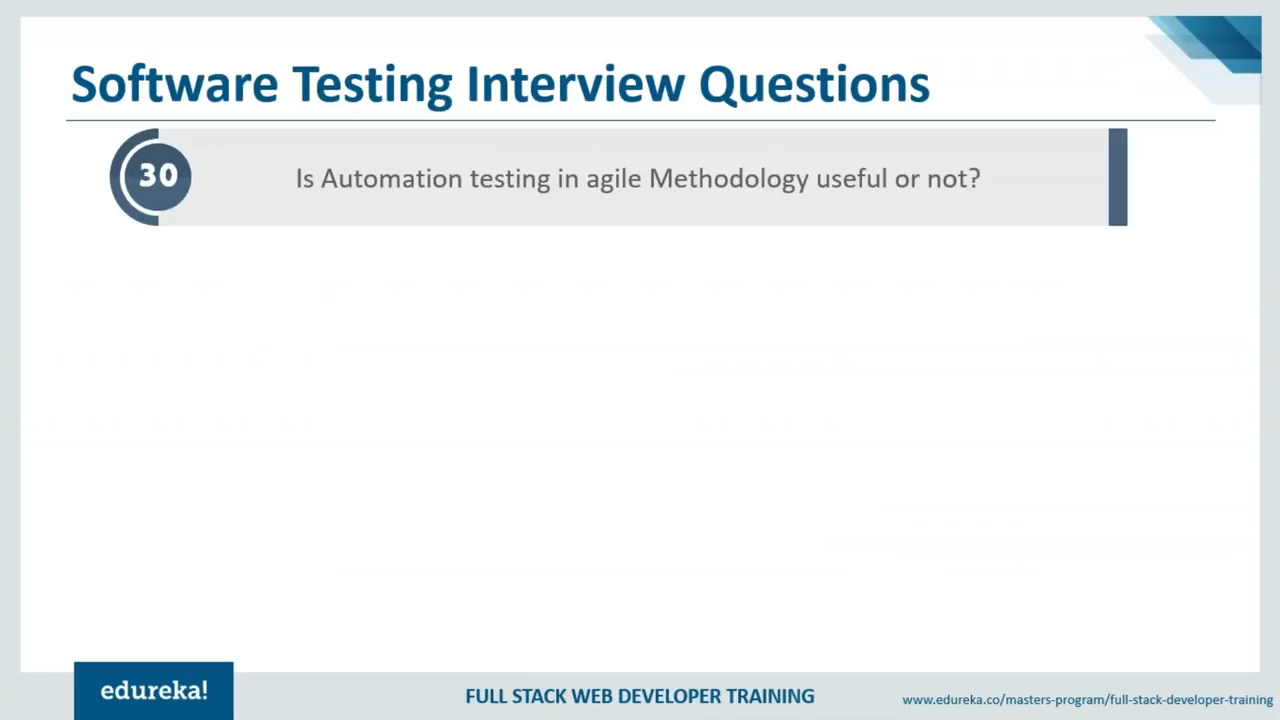 Software Testing Interview Questions
30
Is Automation testing in agile Methodology useful or not?
edureka!
FULL STACK WEB DEVELOPER TRAINING
www.edureka.co/masters-program/full-stack-developer-training